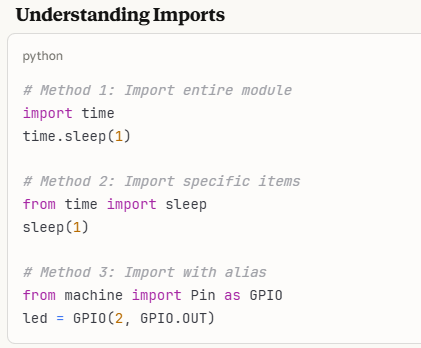 Understanding Imports
python
# Method 1: Import entire module
import time
time.sleep(1)
# Method 2: Import specific items
from time import sleep
sleep(1)
# Method 3: Import with alias
from machine import Pin as GPIO
led = GPIO(2, GPIO.OUT)